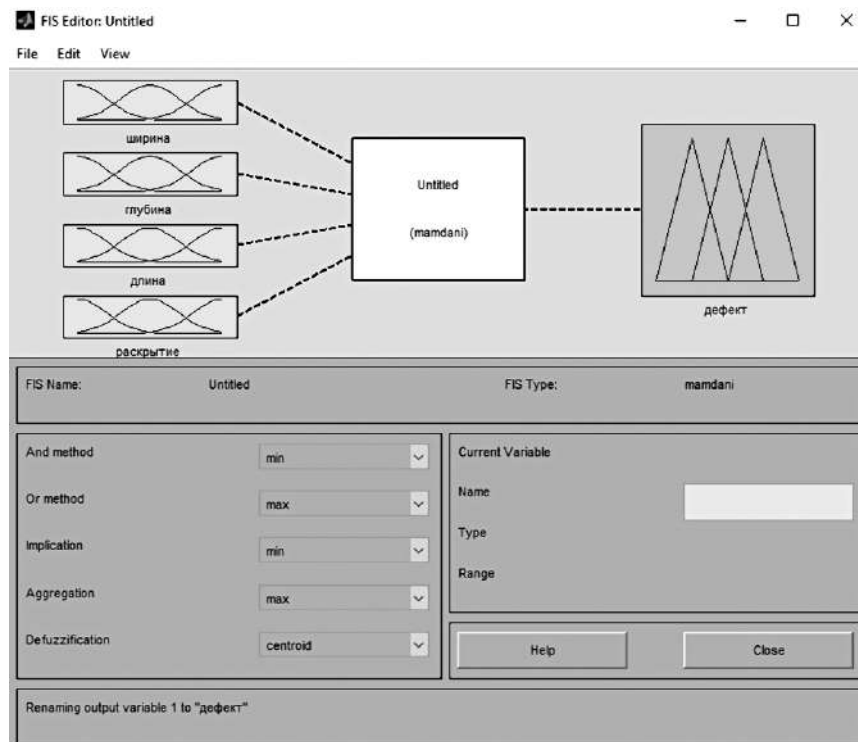 FIS Editor: Untitled
File Edit View
ширина
глубина
длина
раскрытие
Untitled
(mamdani)
дефект
FIS Name: Untitled FIS Type: mamdani
And method min
Or method max
Implication min
Aggregation max
Defuzzification centroid
Current Variable
Name
Type
Range
Help Close
Renaming output variable 1 to "дефект"